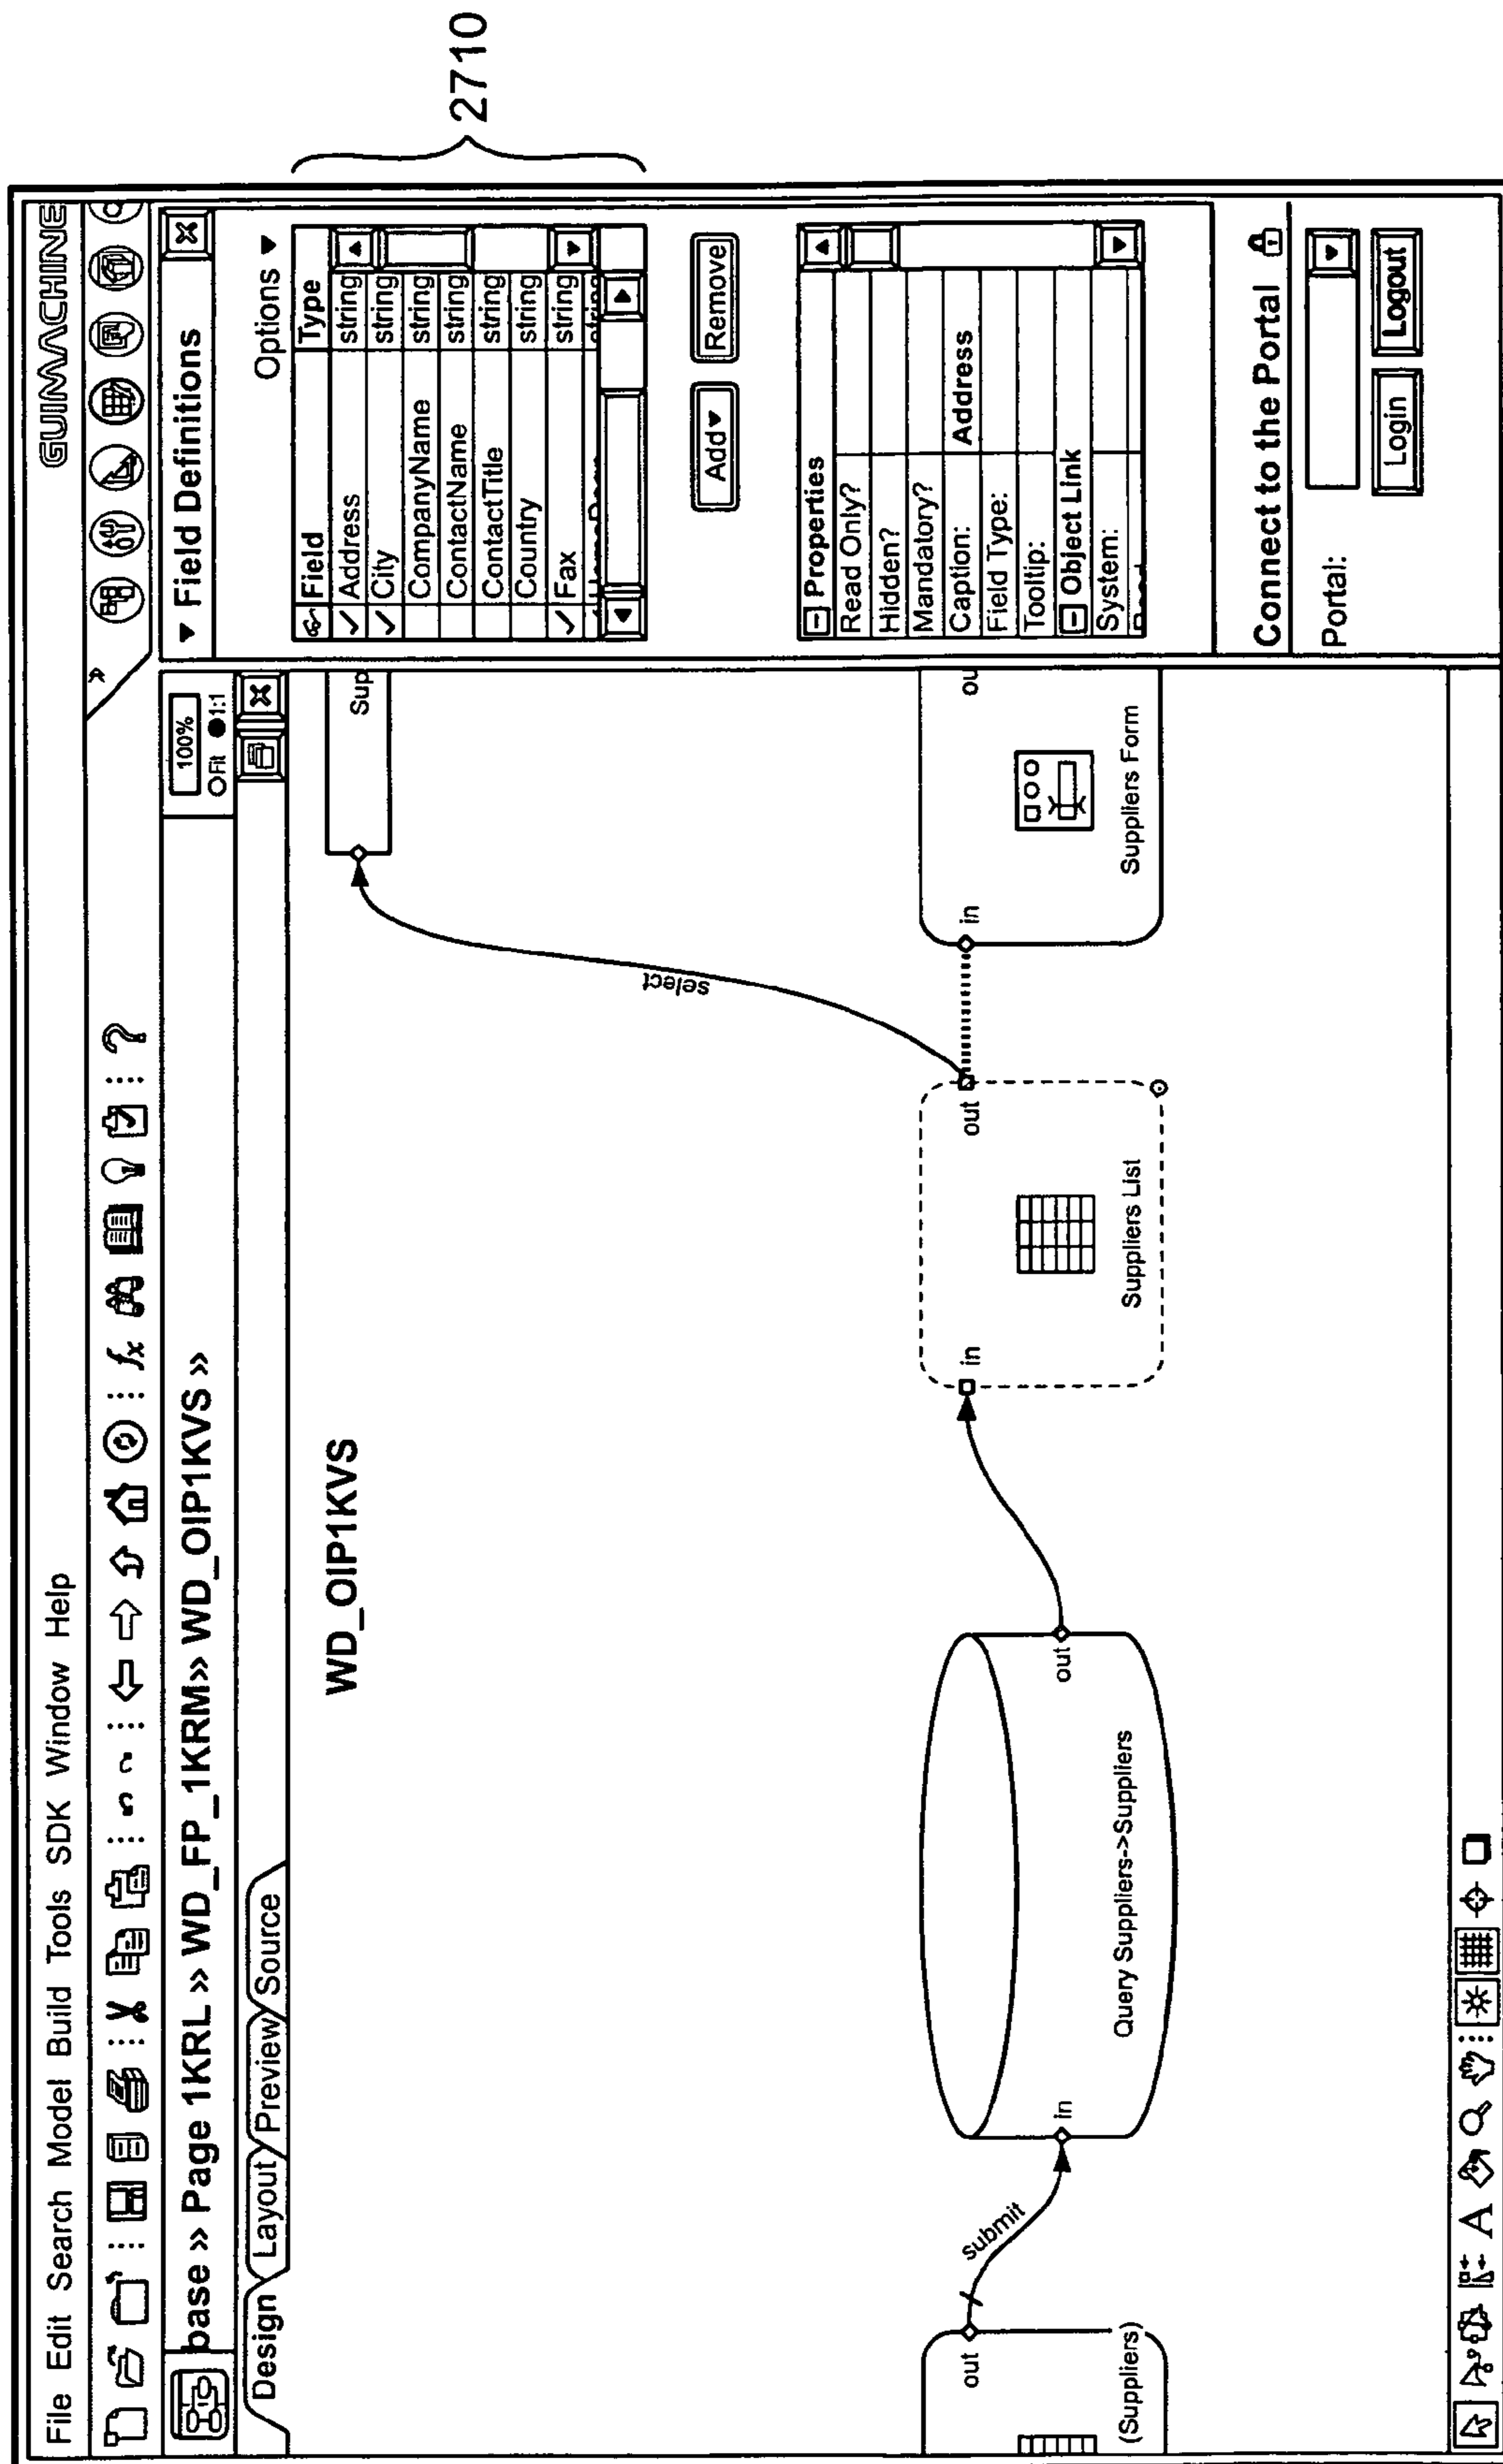 File Edit Search Model Build Tools SDK Window Help
GUIMACHINE
fx
?
base » Page 1KRL » WD_FP_1KRM» WD_OIP1KVS »
100%
Fit 1:1
Design Layout Preview Source
WD_OIP1KVS
(Suppliers)
out
submit
in
Query Suppliers->Suppliers
out
in
Suppliers List
out
select
Sup
in
Suppliers Form
ou
Field Definitions
Options
Field Type
Address string
City string
CompanyName string
ContactName string
ContactTitle string
Country string
Fax string
string
Add Remove
Properties
Read Only?
Hidden?
Mandatory?
Caption: Address
Field Type:
Tooltip:
Object Link
System:
Connect to the Portal
Portal:
Login Logout
A
2710